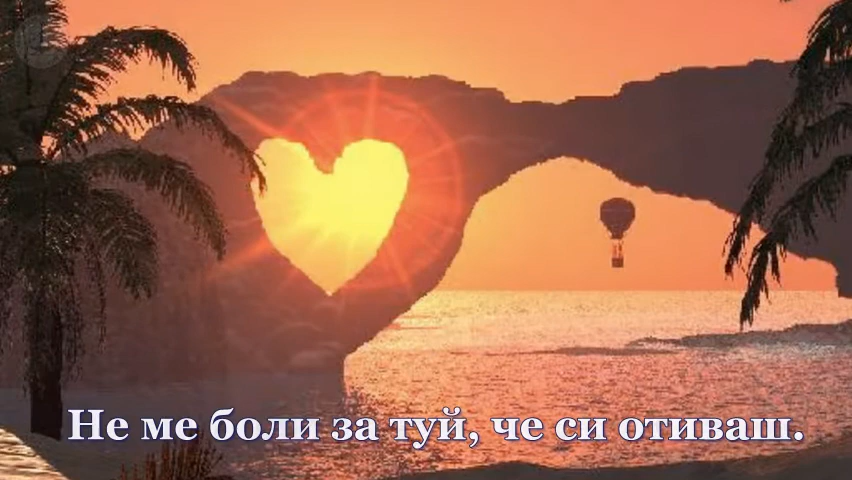 Не ме боли за туй, че си отиваш.